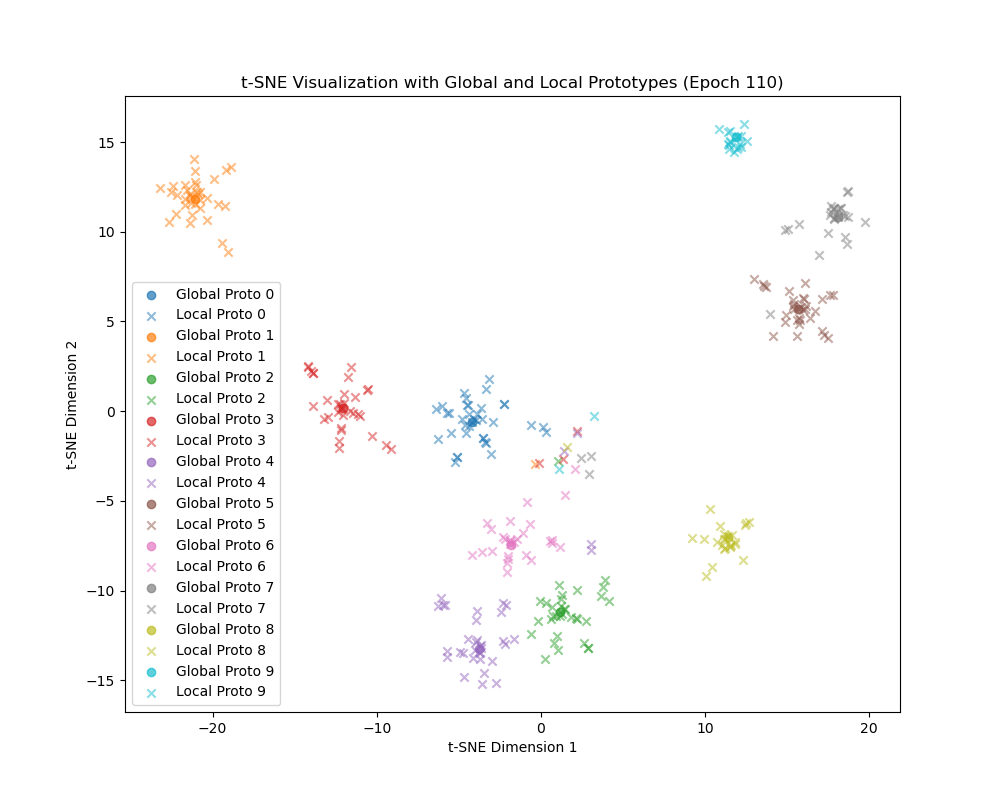 t-SNE Visualization with Global and Local Prototypes (Epoch 110)
t-SNE Dimension 2
15
10
5
0
−5
−10
−15
Global Proto 0
Local Proto 0
Global Proto 1
Local Proto 1
Global Proto 2
Local Proto 2
Global Proto 3
Local Proto 3
Global Proto 4
Local Proto 4
Global Proto 5
Local Proto 5
Global Proto 6
Local Proto 6
Global Proto 7
Local Proto 7
Global Proto 8
Local Proto 8
Global Proto 9
Local Proto 9
−20 −10 0 10 20
t-SNE Dimension 1